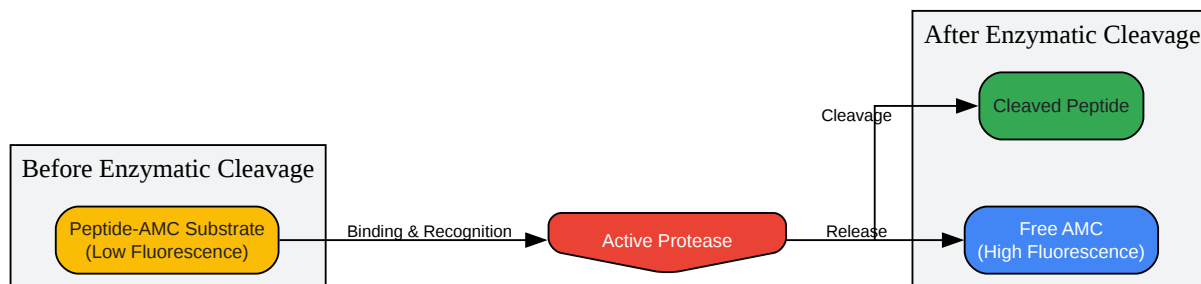 Before Enzymatic Cleavage
Peptide-AMC Substrate
(Low Fluorescence)
Binding & Recognition
Active Protease
Cleavage
Release
After Enzymatic Cleavage
Cleaved Peptide
Free AMC
(High Fluorescence)